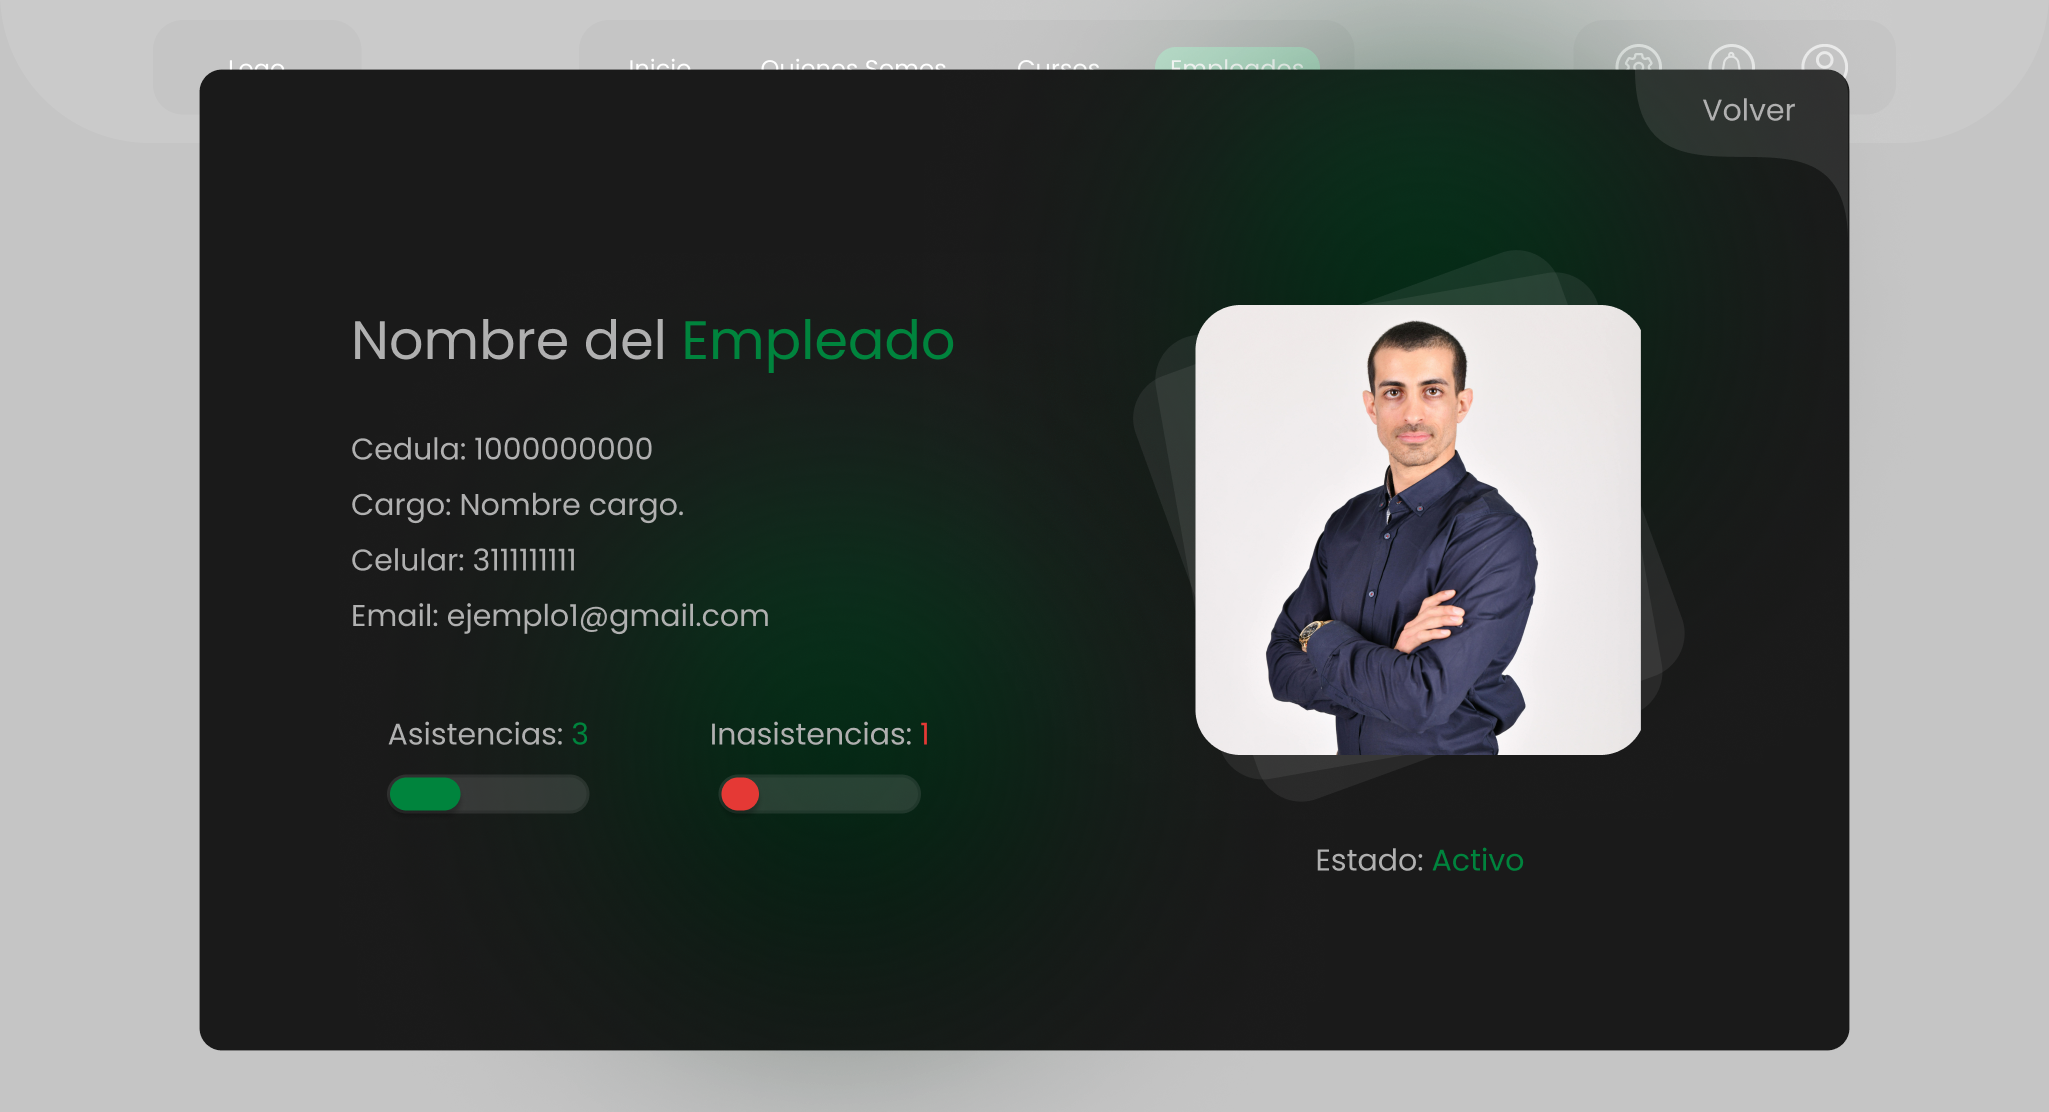 Logo Inicio Quienes Somos Cursos Empleados
Volver
Nombre del Empleado
Cedula: 1000000000
Cargo: Nombre cargo.
Celular: 3111111111
Email: ejemplo1@gmail.com
Asistencias: 3
Inasistencias: 1
Estado: Activo